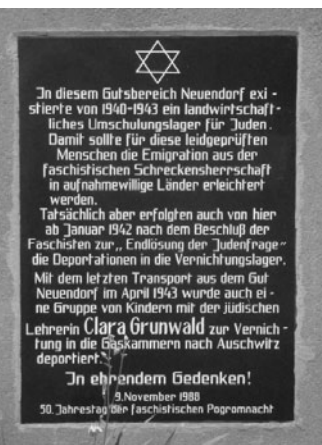 In diesem Gutsbereich Neuendorf exi -
stierte von 1940-1943 ein landwirtschaft -
liches Umschulungslager für Juden.
Damit sollte für diese leidgeprüften
Menschen die Emigration aus der
faschistischen Schreckensherrschaft
in aufnahmewillige Länder erleichtert
werden.
Tatsächlich aber erfolgten auch von hier
ab Januar 1942 nach dem Beschluß der
Faschisten zur „Endlösung der Judenfrage"
die Deportationen in die Vernichtungslager.
Mit dem letzten Transport aus dem Gut
Neuendorf im April 1943 wurde auch ei -
ne Gruppe von Kindern mit der jüdischen
Lehrerin Clara Grunwald zur Vernich -
tung in die Gaskammern nach Auschwitz
deportiert.
In ehrendem Gedenken!
9. November 1988
50. Jahrestag der faschistischen Pogromnacht